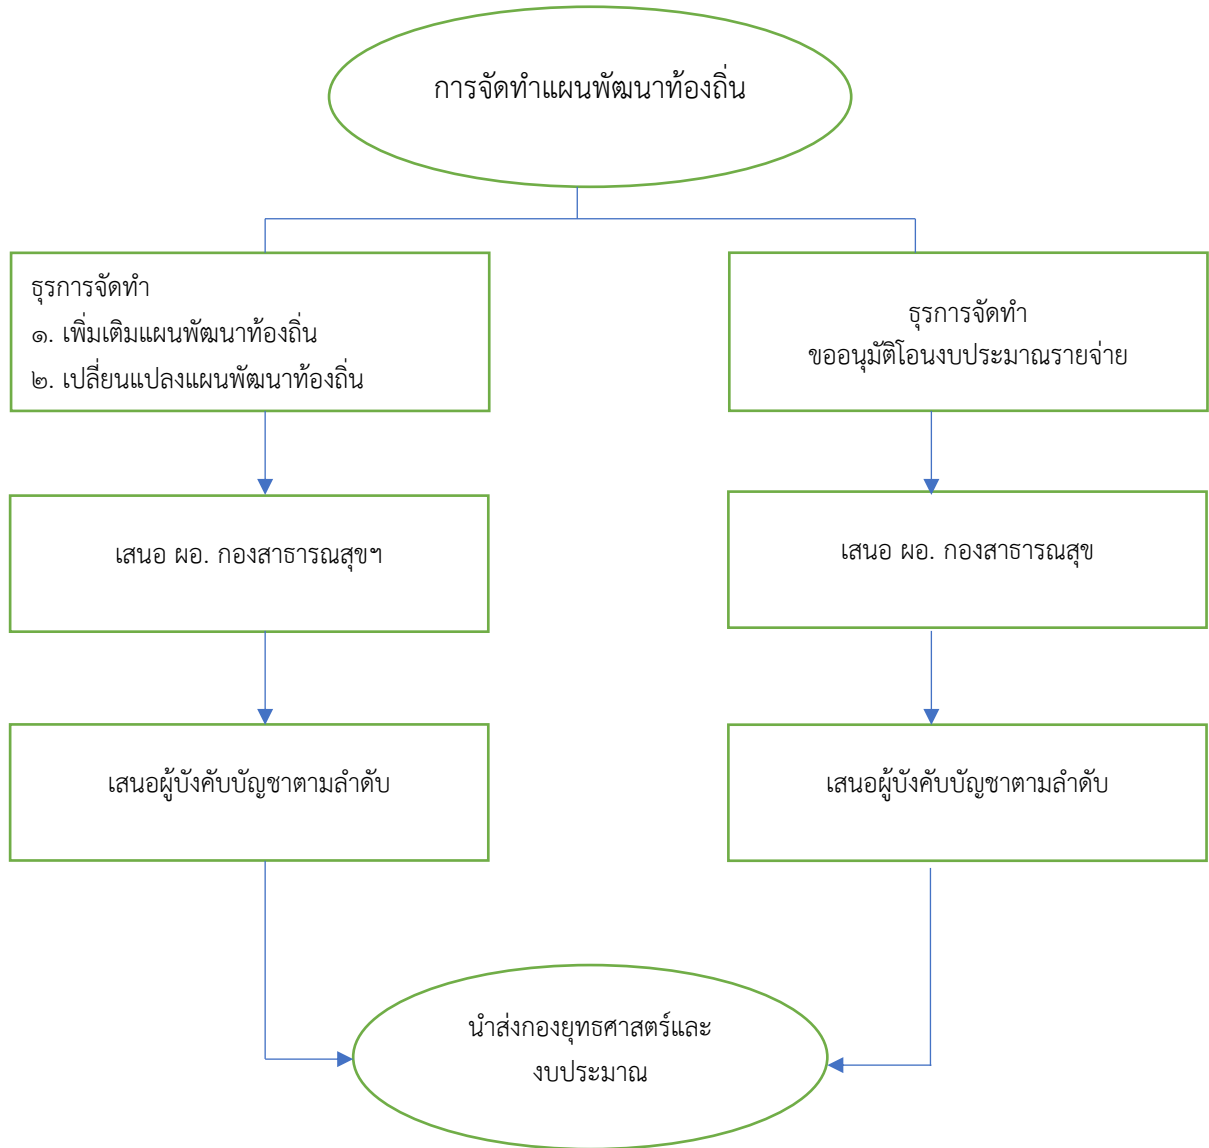 การจัดทำแผนพัฒนาท้องถิ่น
ธุรการจัดทำ
๑. เพิ่มเติมแผนพัฒนาท้องถิ่น
๒. เปลี่ยนแปลงแผนพัฒนาท้องถิ่น
ธุรการจัดทำ
ขออนุมัติโอนงบประมาณรายจ่าย
เสนอ ผอ. กองสาธารณสุขฯ
เสนอ ผอ. กองสาธารณสุข
เสนอผู้บังคับบัญชาตามลำดับ
เสนอผู้บังคับบัญชาตามลำดับ
นำส่งกองยุทธศาสตร์และ
งบประมาณ